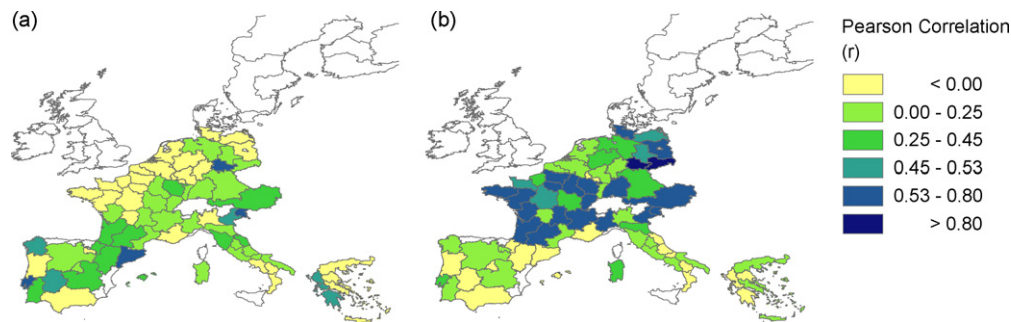 (a)
(b)
Pearson Correlation
(r)
< 0.00
0.00 - 0.25
0.25 - 0.45
0.45 - 0.53
0.53 - 0.80
> 0.80